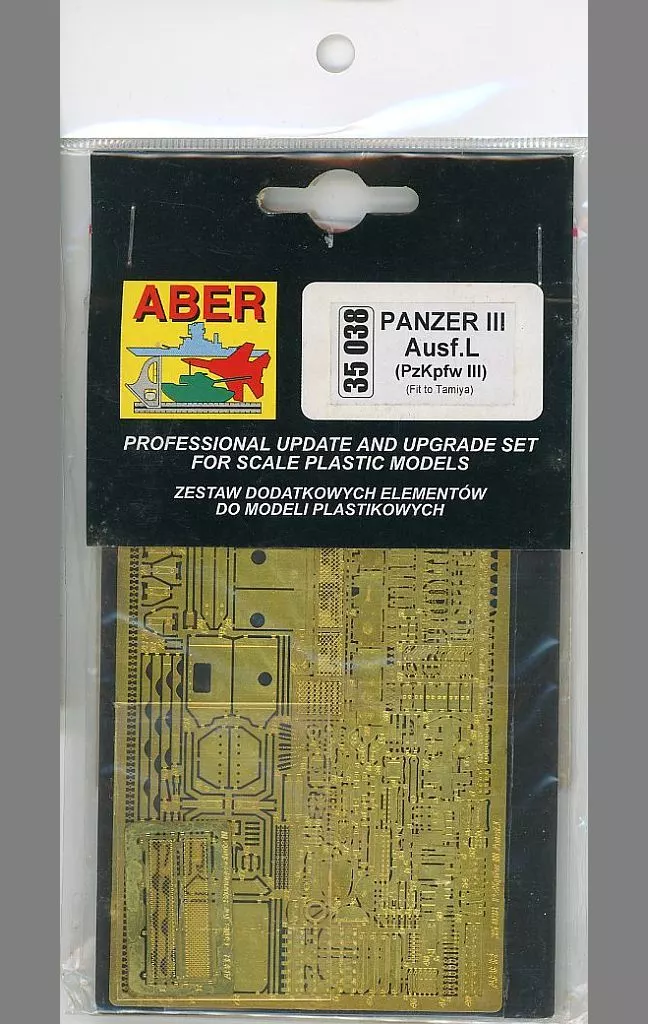 ABER
35 038
PANZER III
Ausf.L
(PzKpfw III)
(Fit to Tamiya)
PROFESSIONAL UPDATE AND UPGRADE SET
FOR SCALE PLASTIC MODELS
ZESTAW DODATKOWYCH ELEMENTÓW
DO MODELI PLASTIKOWYCH